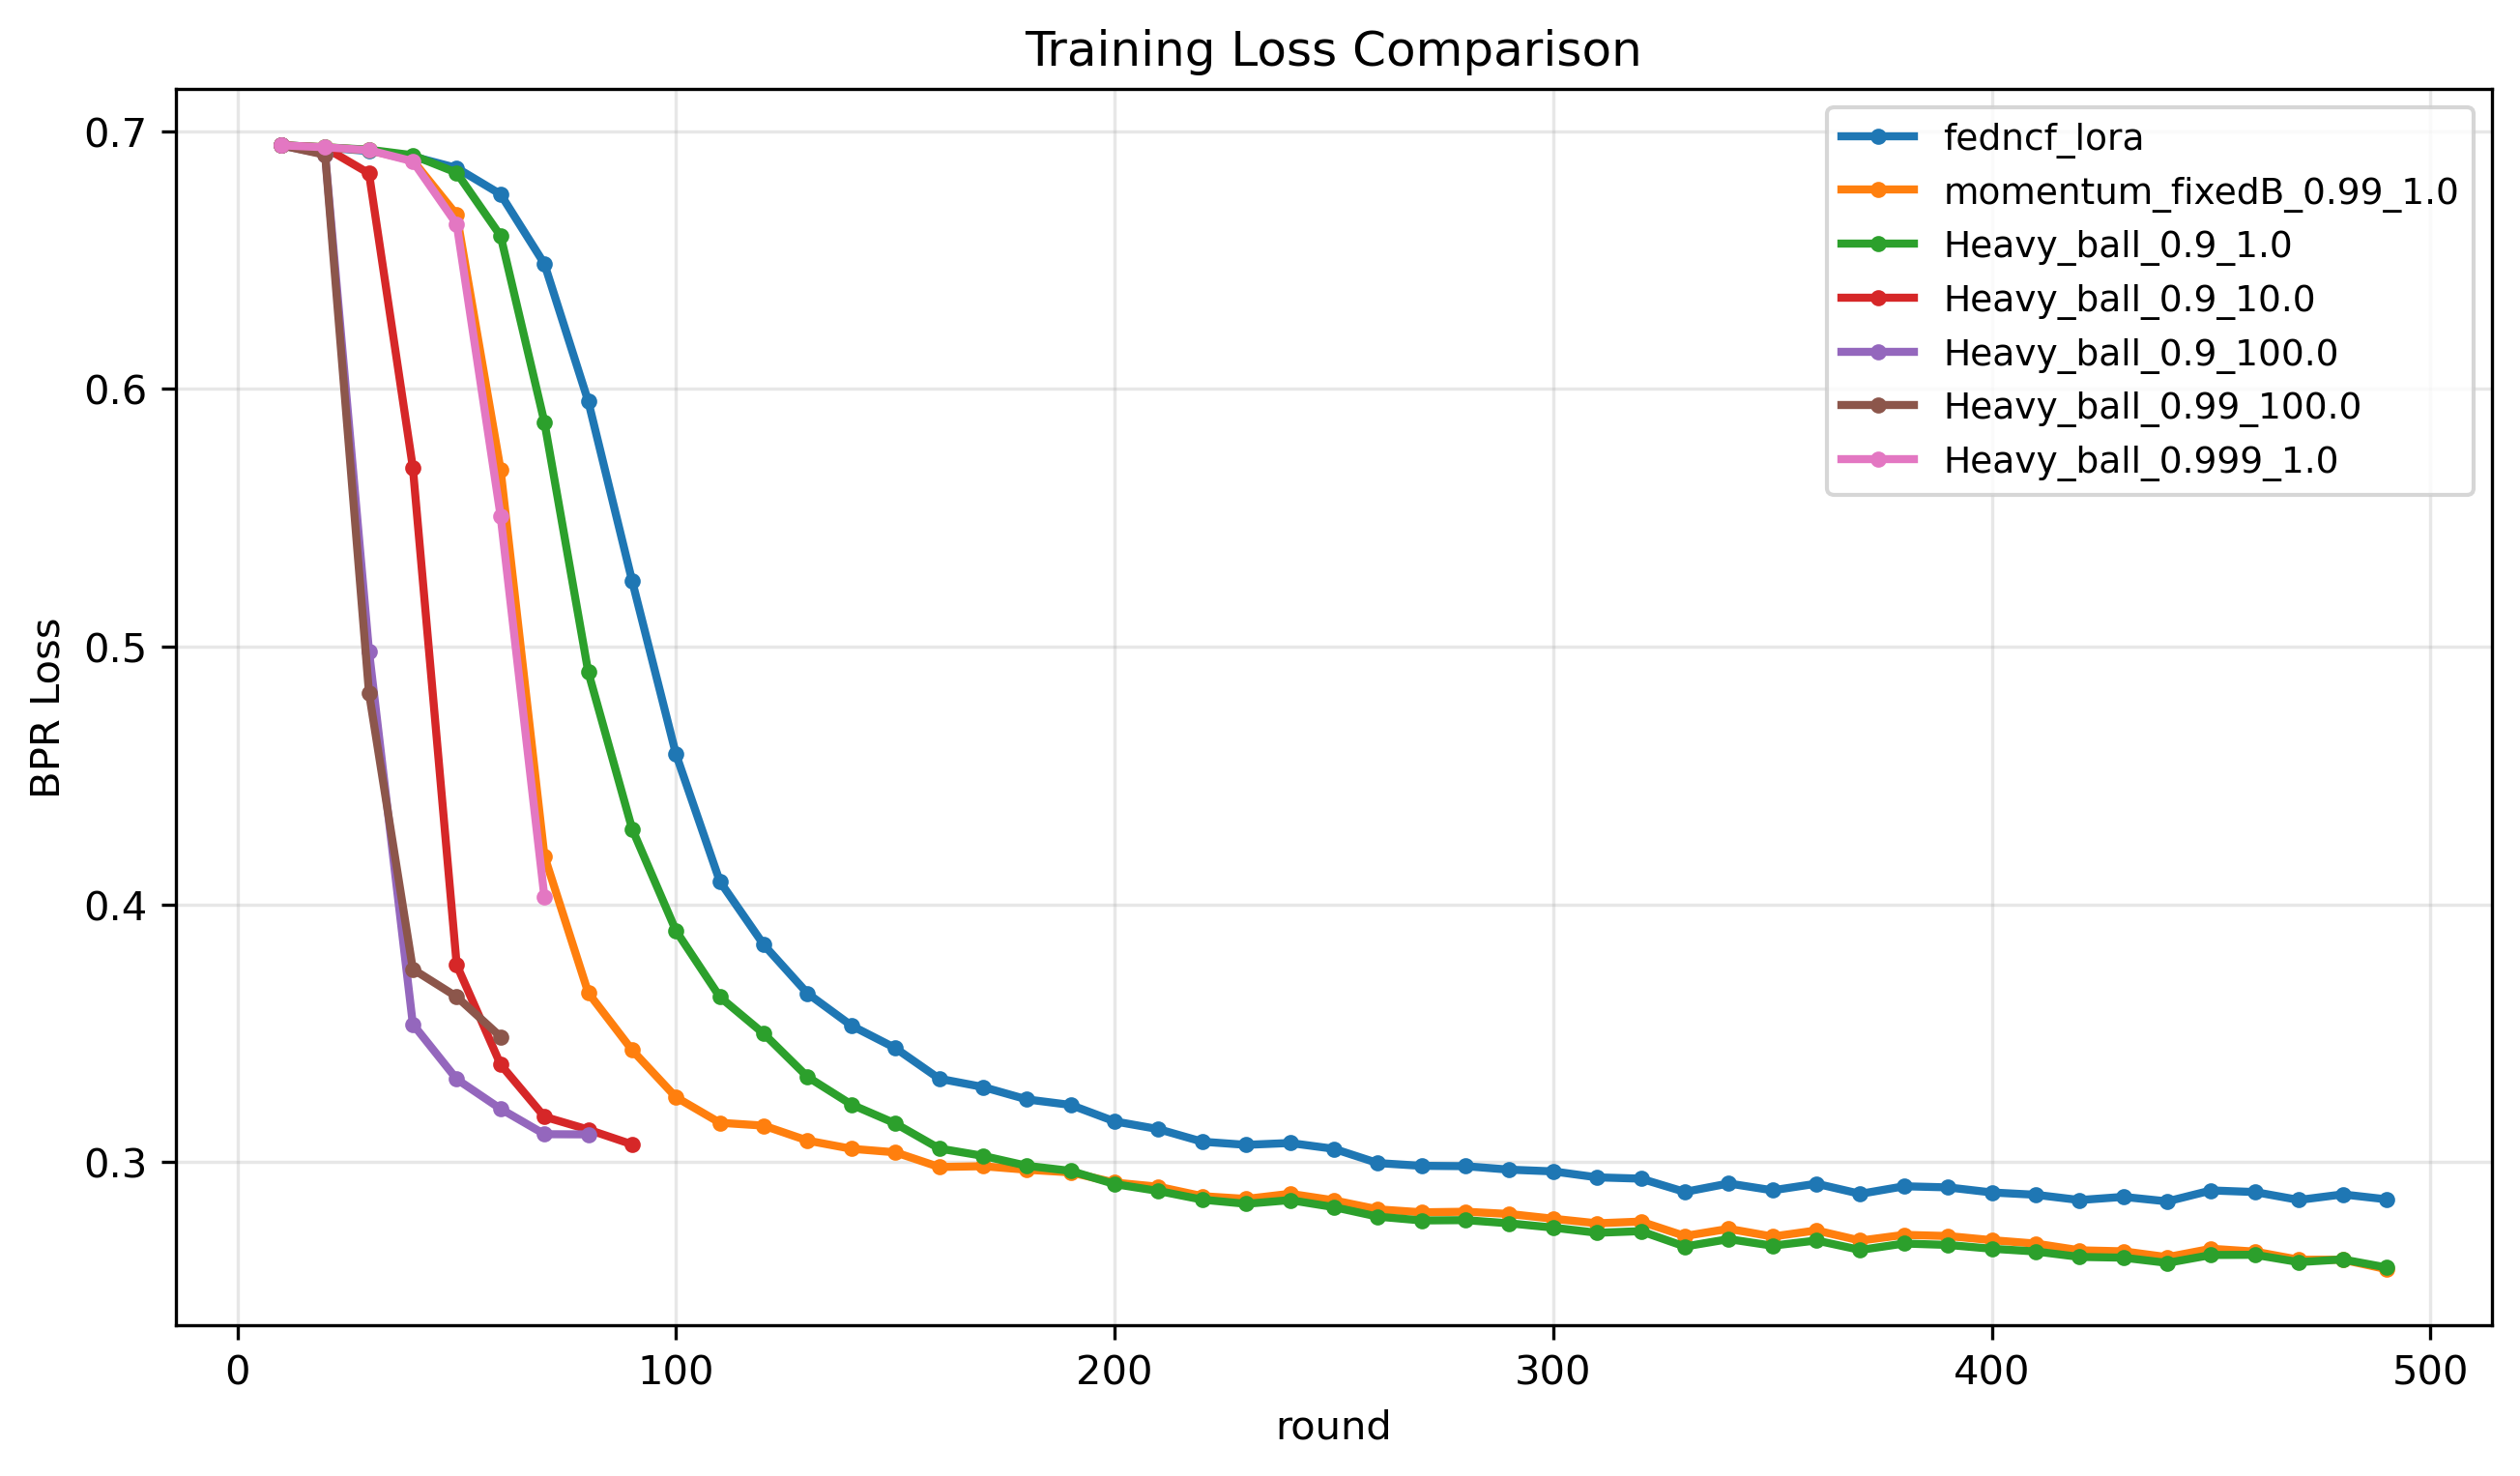 Training Loss Comparison
0.7
0.6
0.5
0.4
0.3
BPR Loss
0
100
200
300
400
500
round
fedncf_lora
momentum_fixedB_0.99_1.0
Heavy_ball_0.9_1.0
Heavy_ball_0.9_10.0
Heavy_ball_0.9_100.0
Heavy_ball_0.99_100.0
Heavy_ball_0.999_1.0